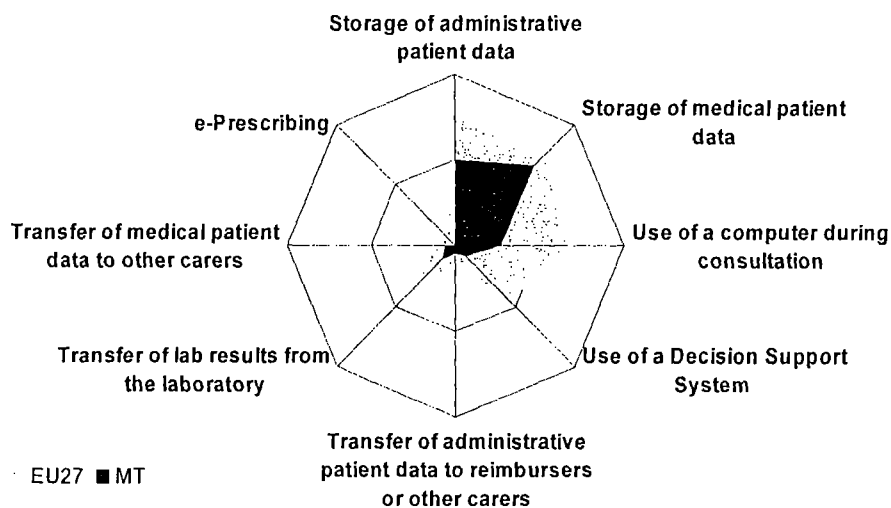 Storage of administrative
patient data
Storage of medical patient
data
e-Prescribing
Transfer of medical patient
data to other carers
Use of a computer during
consultation
Transfer of lab results from
the laboratory
Use of a Decision Support
System
Transfer of administrative
patient data to reimbursers
or other carers
EU27 ■ MT